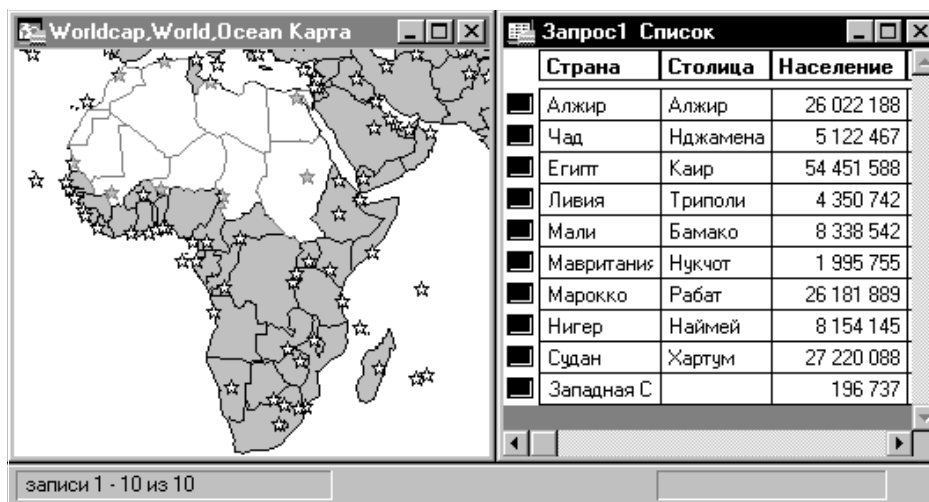 Worldcap,World,Ocean Карта
Запрос1 Список
Страна Столица Население
Алжир Алжир 26 022 188
Чад Нджамена 5 122 467
Египт Каир 54 451 588
Ливия Триполи 4 350 742
Мали Бамако 8 338 542
Мавритания Нукчот 1 995 755
Марокко Рабат 26 181 889
Нигер Наймей 8 154 145
Судан Хартум 27 220 088
Западная С 196 737
записи 1 - 10 из 10